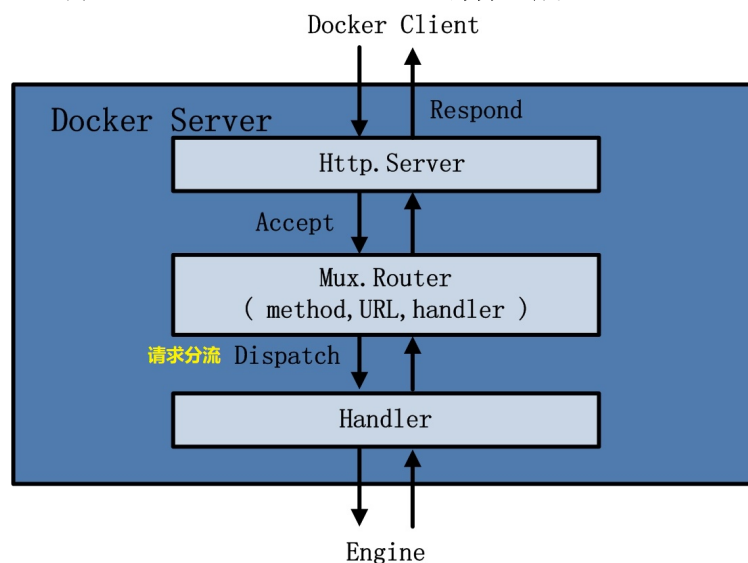 Docker Client
Respond
Docker Server
Http.Server
Accept
Mux.Router
( method,URL,handler )
请求分流 Dispatch
Handler
Engine